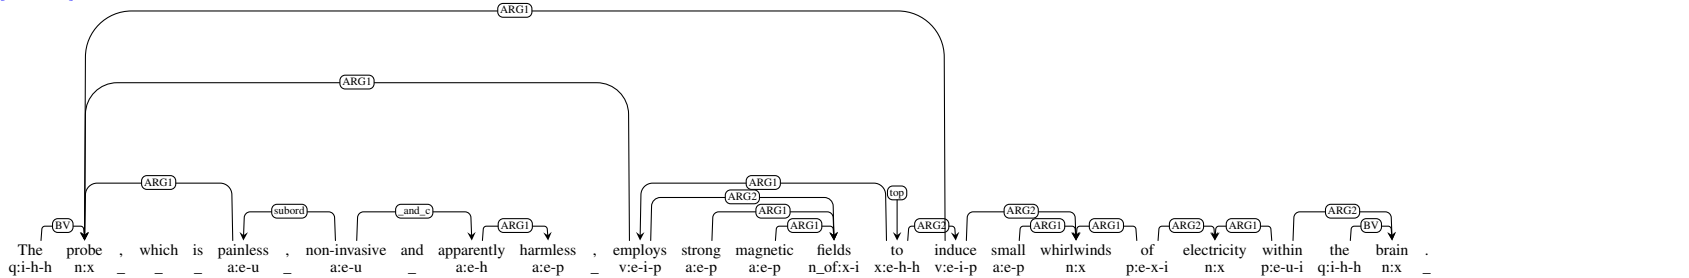 ARG1
ARG1
ARG1 ARG1 top
ARG2
subord _and_c ARG1 ARG2 ARG2
BV ARG1 ARG1 ARG2 ARG1 ARG1 ARG2 ARG1 BV
The probe , which is painless , non-invasive and apparently harmless , employs strong magnetic fields to induce small whirlwinds of electricity within the brain .
q:i-h-h n:x _ _ _ a:e-u _ a:e-u _ a:e-h a:e-p _ v:e-i-p a:e-p a:e-p n_of:x-i x:e-h-h v:e-i-p a:e-p n:x p:e-x-i n:x p:e-u-i q:i-h-h n:x _